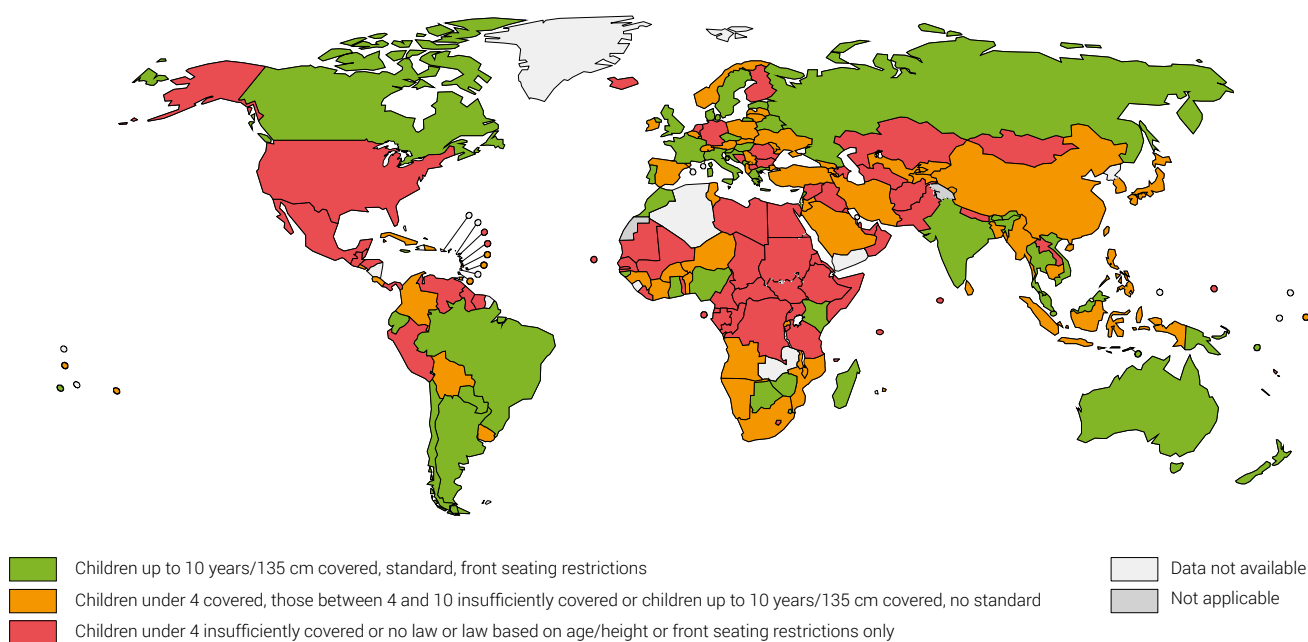 Children up to 10 years/135 cm covered, standard, front seating restrictions
Children under 4 covered, those between 4 and 10 insufficiently covered or children up to 10 years/135 cm covered, no standard
Children under 4 insufficiently covered or no law or law based on age/height or front seating restrictions only
Data not available
Not applicable